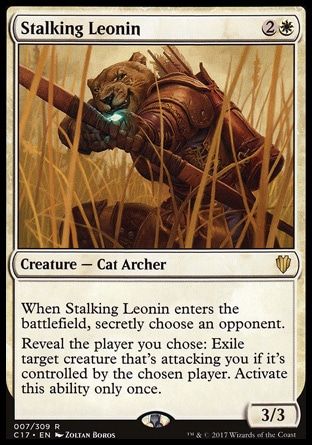 Stalking Leonin 2
Creature — Cat Archer
When Stalking Leonin enters the
battlefield, secretly choose an opponent.
Reveal the player you chose: Exile
target creature that's attacking you if it's
controlled by the chosen player. Activate
this ability only once.
3/3
007/309 R
C17 • EN Zoltan Boros
™ & © 2017 Wizards of the Coast